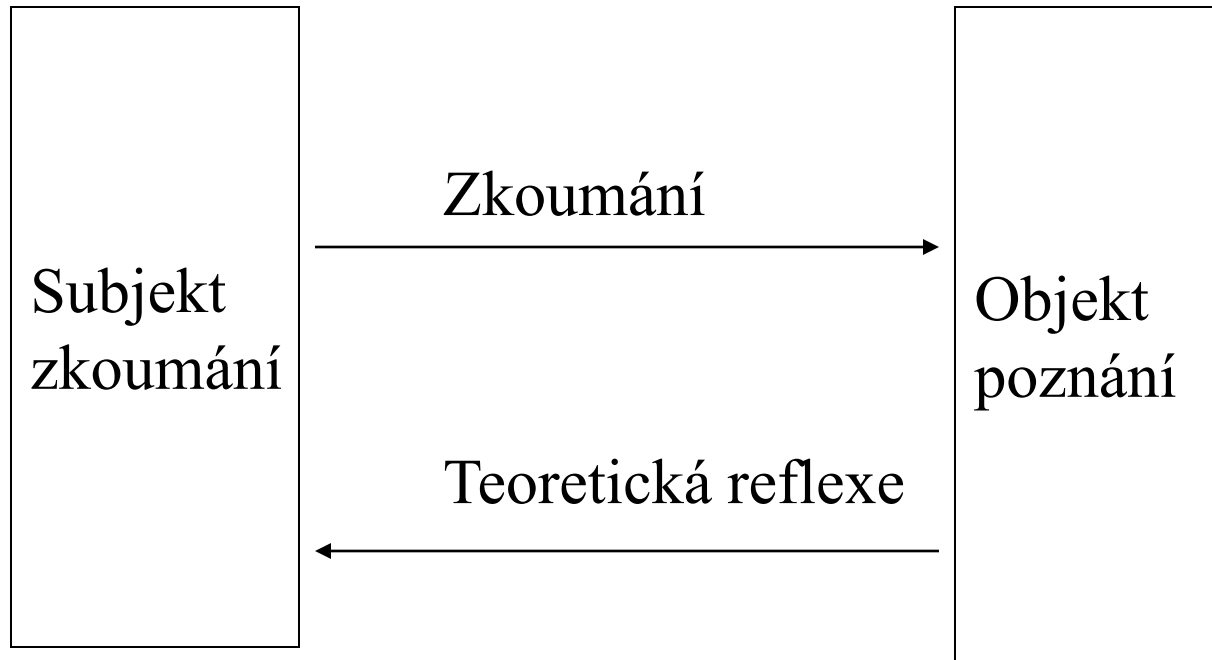 Zkoumání
Subjekt
zkoumání
Objekt
poznání
Teoretická reflexe